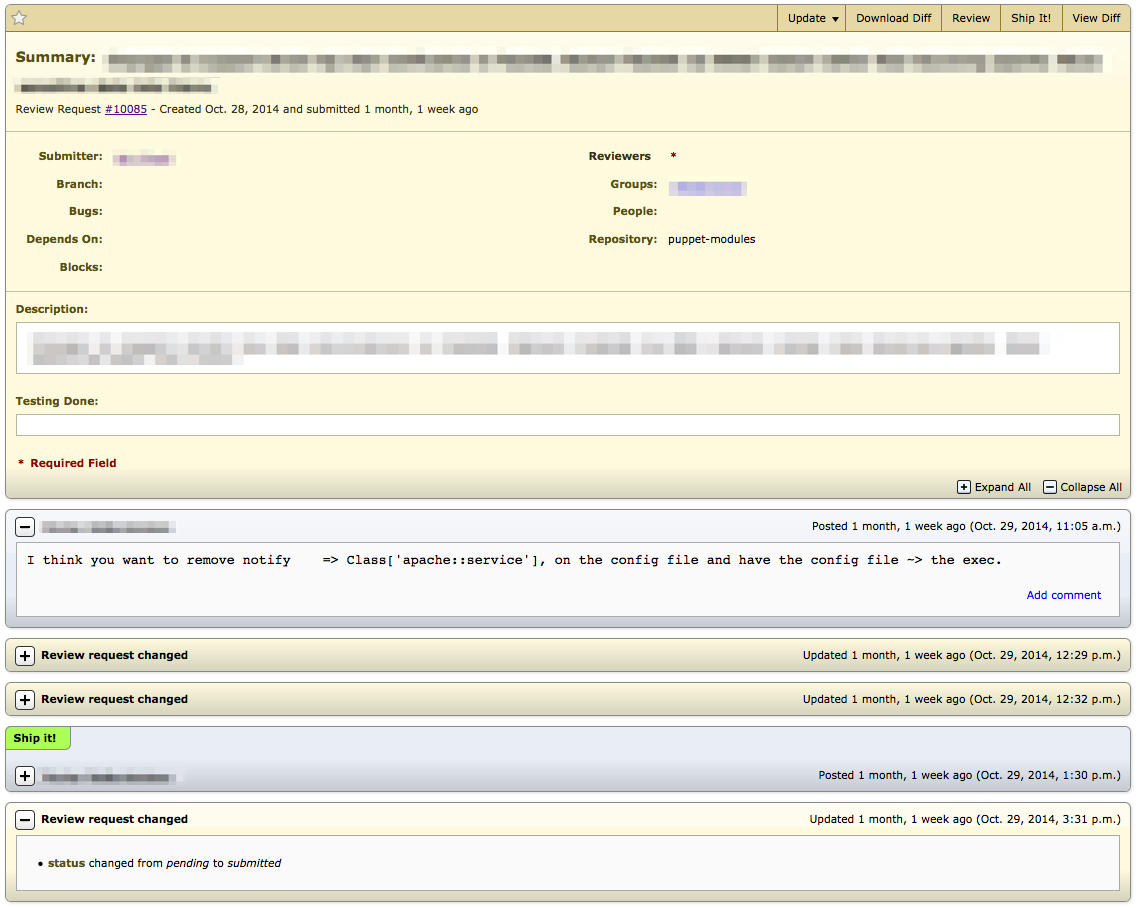 Update ▾ Download Diff Review Ship It! View Diff
Summary:
Review Request #10085 - Created Oct. 28, 2014 and submitted 1 month, 1 week ago
Submitter: Reviewers *
Branch: Groups:
Bugs: People:
Depends On: Repository: puppet-modules
Blocks:
Description:
Testing Done:
* Required Field
Expand All Collapse All
Posted 1 month, 1 week ago (Oct. 29, 2014, 11:05 a.m.)
I think you want to remove notify    => Class['apache::service'], on the config file and have the config file ~> the exec.
Add comment
Review request changed Updated 1 month, 1 week ago (Oct. 29, 2014, 12:29 p.m.)
Review request changed Updated 1 month, 1 week ago (Oct. 29, 2014, 12:32 p.m.)
Ship it!
Posted 1 month, 1 week ago (Oct. 29, 2014, 1:30 p.m.)
Review request changed Updated 1 month, 1 week ago (Oct. 29, 2014, 3:31 p.m.)
• status changed from pending to submitted